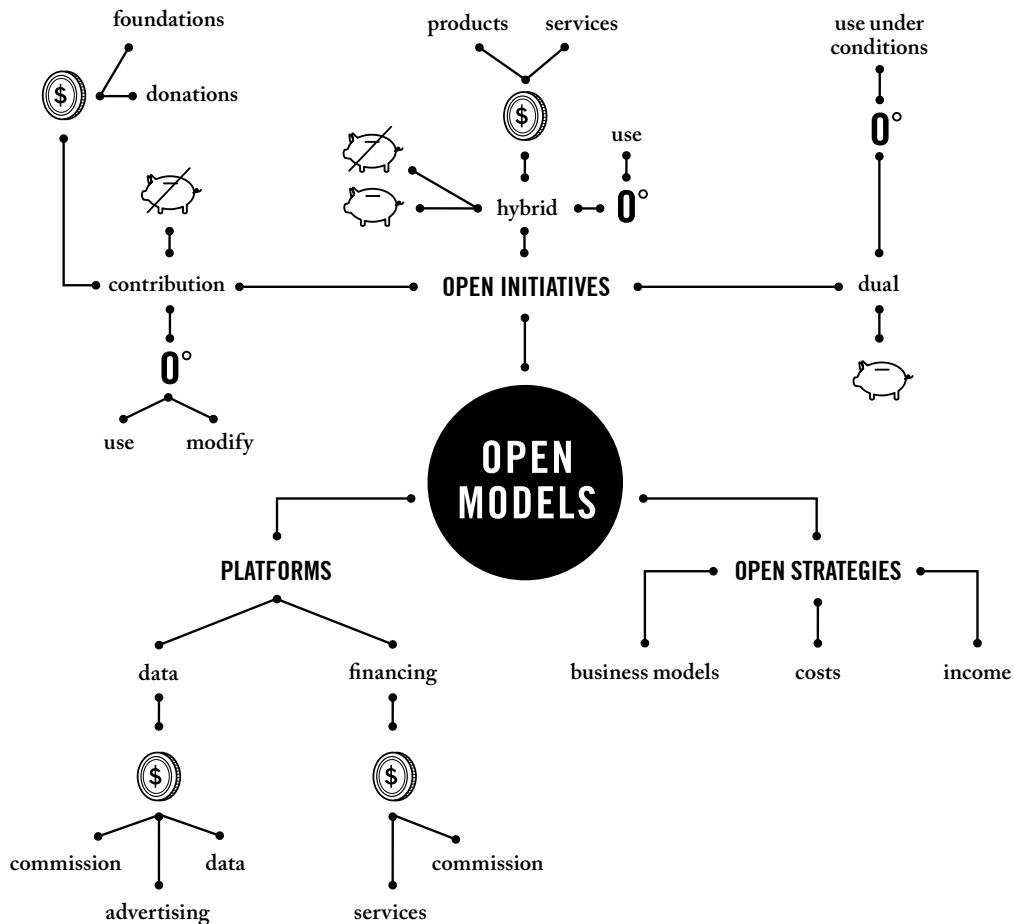 foundations
donations
$
products
services
$
use under
conditions
0°
use
hybrid
0°
contribution
OPEN INITIATIVES
dual
0°
use
modify
OPEN
MODELS
PLATFORMS
OPEN STRATEGIES
data
financing
business models
costs
income
$
$
commission
data
commission
advertising
services